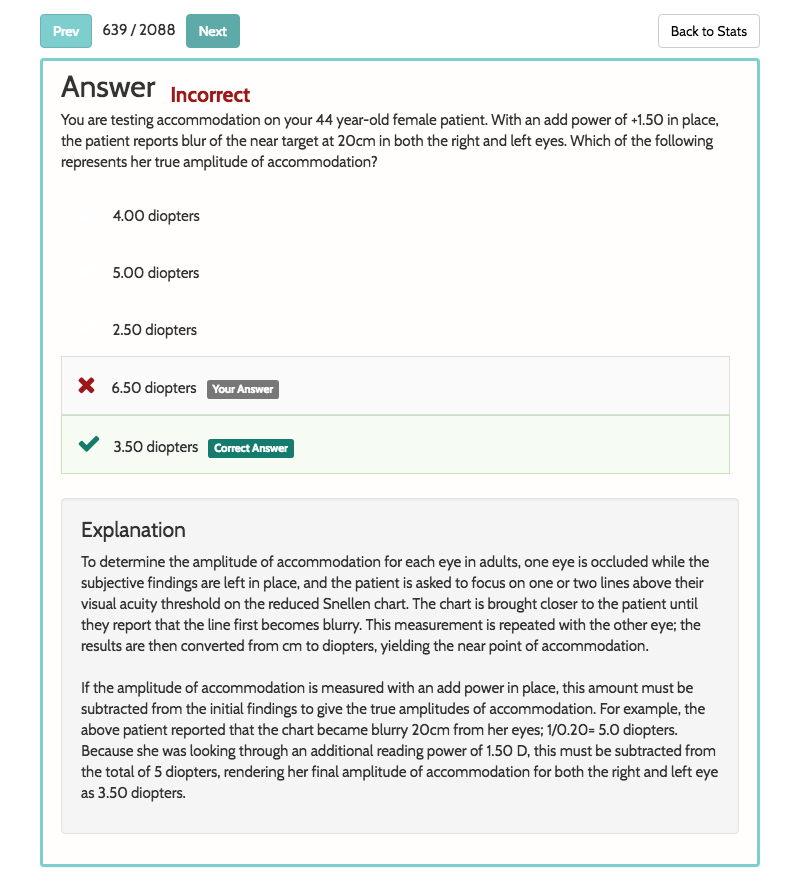 Prev 639 / 2088 Next Back to Stats
Answer Incorrect
You are testing accommodation on your 44 year-old female patient. With an add power of +1.50 in place,
the patient reports blur of the near target at 20cm in both the right and left eyes. Which of the following
represents her true amplitude of accommodation?
4.00 diopters
5.00 diopters
2.50 diopters
6.50 diopters Your Answer
3.50 diopters Correct Answer
Explanation
To determine the amplitude of accommodation for each eye in adults, one eye is occluded while the
subjective findings are left in place, and the patient is asked to focus on one or two lines above their
visual acuity threshold on the reduced Snellen chart. The chart is brought closer to the patient until
they report that the line first becomes blurry. This measurement is repeated with the other eye; the
results are then converted from cm to diopters, yielding the near point of accommodation.
If the amplitude of accommodation is measured with an add power in place, this amount must be
subtracted from the initial findings to give the true amplitudes of accommodation. For example, the
above patient reported that the chart became blurry 20cm from her eyes; 1/0.20= 5.0 diopters.
Because she was looking through an additional reading power of 1.50 D, this must be subtracted from
the total of 5 diopters, rendering her final amplitude of accommodation for both the right and left eye
as 3.50 diopters.